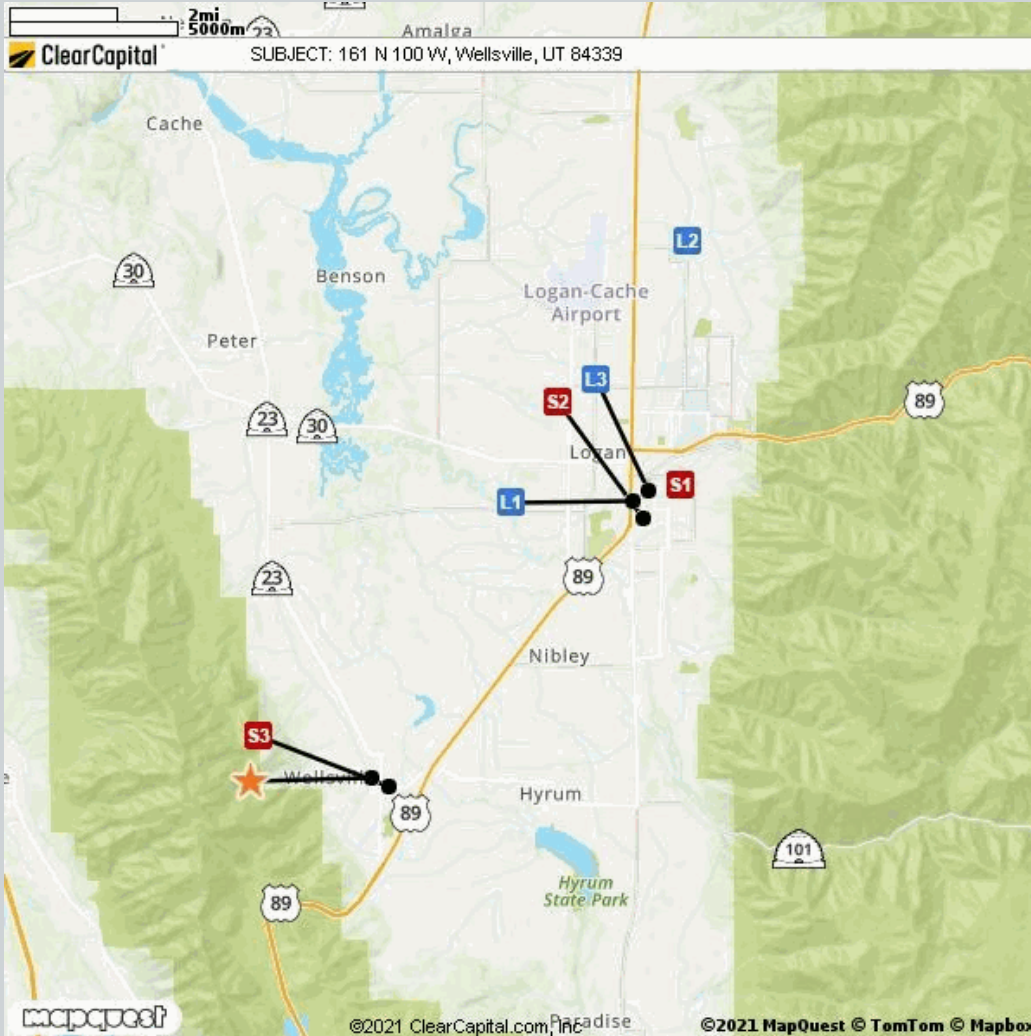 2mi
5000m
23
Amalga
ClearCapital
SUBJECT: 161 N 100 W, Wellsville, UT 84339
Cache
30
L2
Benson
Logan-Cache
Airport
Peter
L3
S2
89
23
30
Logan
S1
L1
23
89
Nibley
S3
Wellsville
Hyrum
89
101
Hyrum
State Park
89
mapquest
©2021 ClearCapital.com, Inc
Paradise
©2021 MapQuest © TomTom © Mapbox